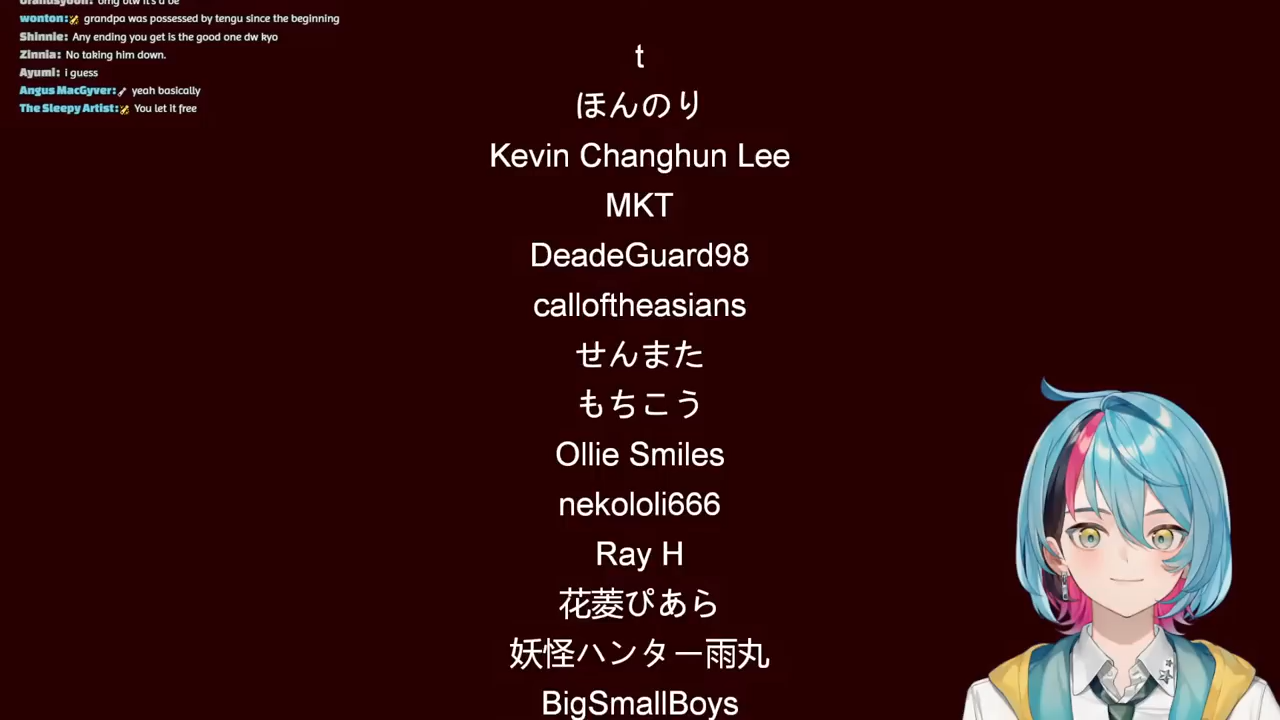 wonton: grandpa was possessed by tengu since the beginning
Shinnie: Any ending you get is the good one dw kyo
Zinnia: No taking him down.
Ayumi: i guess
Angus MacGyver: yeah basically
The Sleepy Artist: You let it free
t
ほんのり
Kevin Changhun Lee
MKT
DeadeGuard98
calloftheasians
せんまた
もちこう
Ollie Smiles
nekololi666
Ray H
花菱ぴあら
妖怪ハンター雨丸
BigSmallBoys